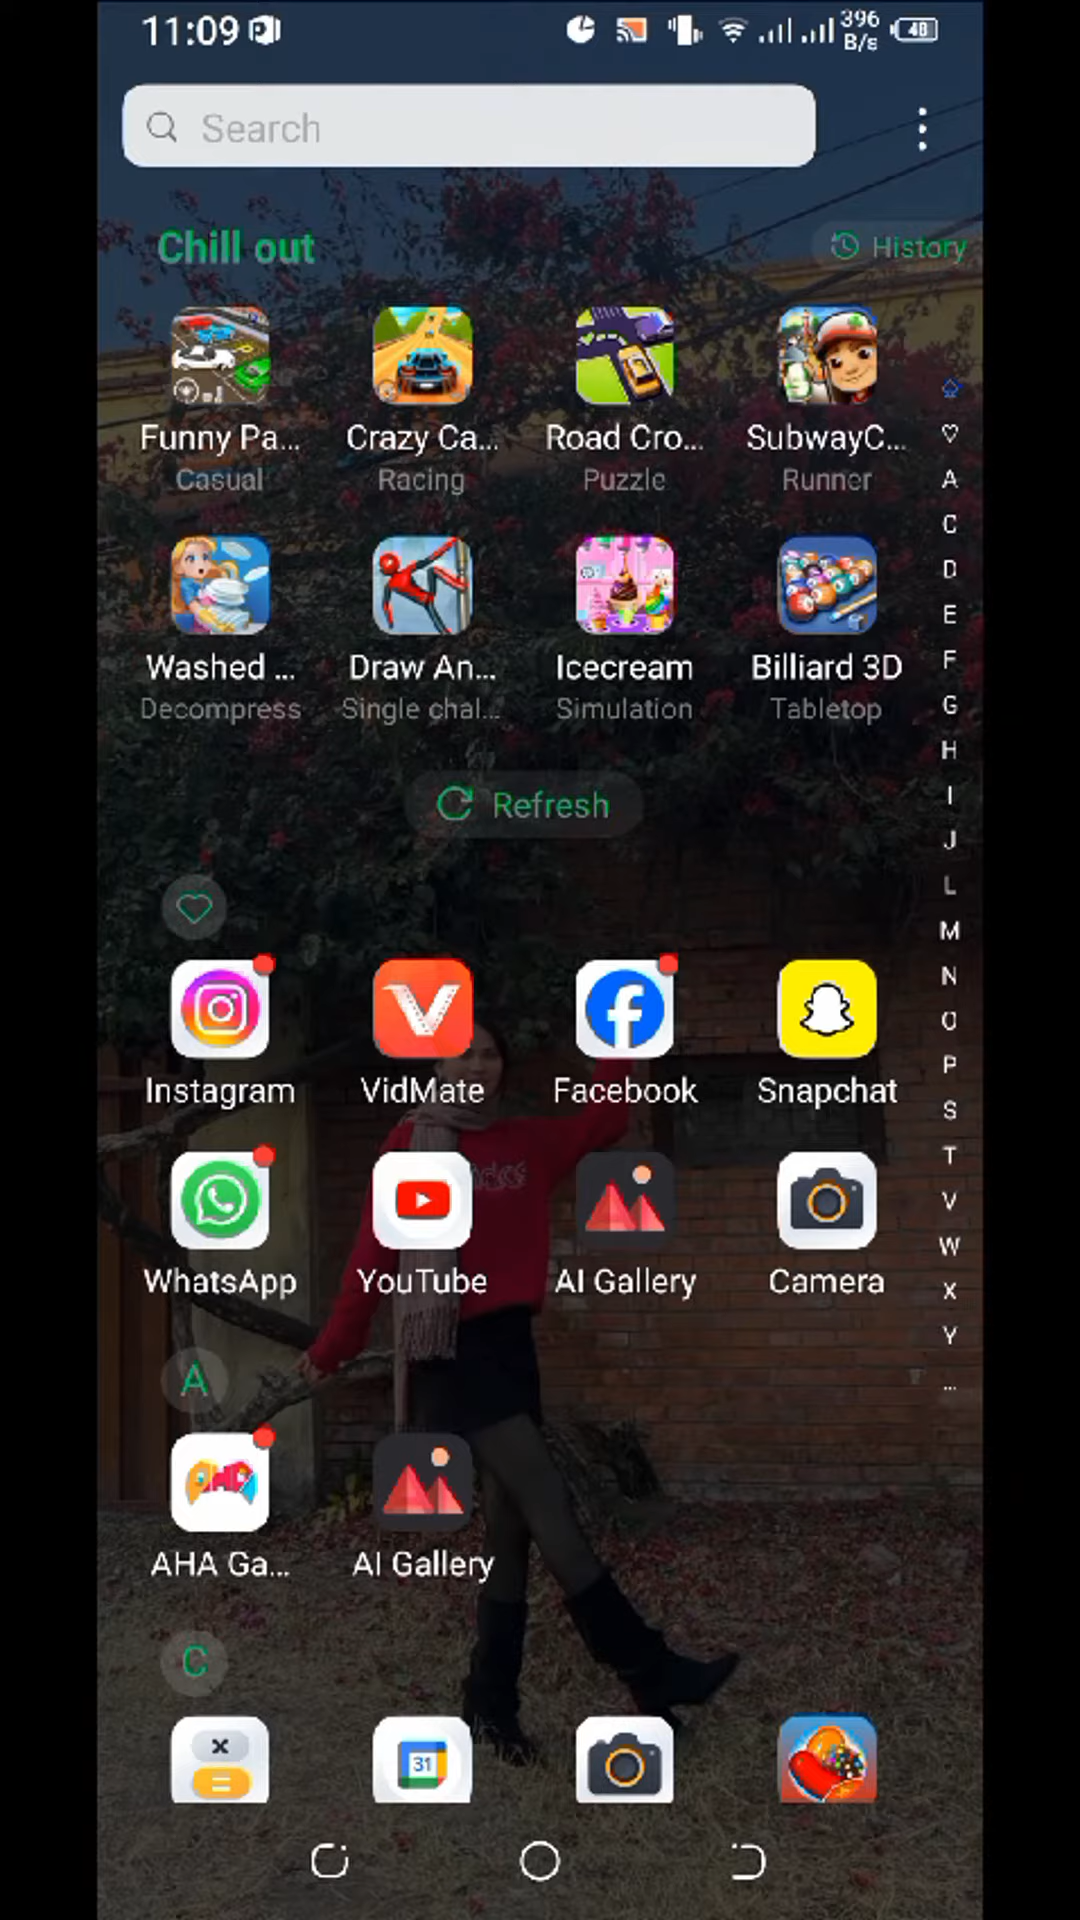 11:09
396 B/s
48
Search
Chill out
History
Funny Pa...
Crazy Ca...
Road Cro...
SubwayC...
Casual
Racing
Puzzle
Runner
Washed ...
Draw An...
Icecream
Billiard 3D
Decompress
Single chal...
Simulation
Tabletop
Refresh
Instagram
VidMate
Facebook
Snapchat
WhatsApp
YouTube
AI Gallery
Camera
A
AHA Ga...
AI Gallery
C
31
A
C
D
E
F
G
H
I
J
L
M
N
O
P
S
T
V
W
X
Y
...